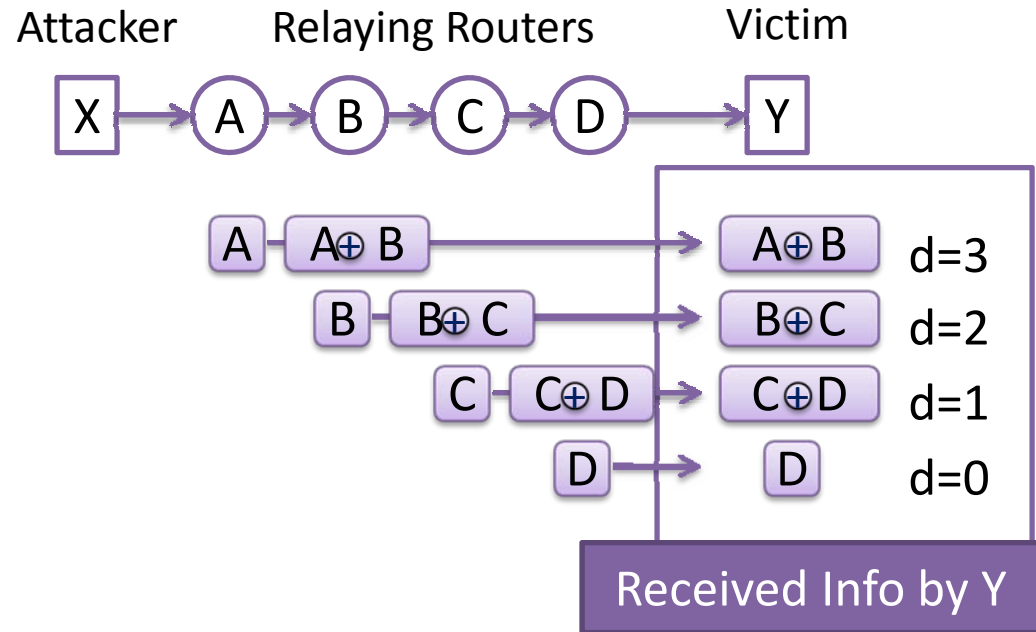 Attacker Relaying Routers Victim
X A B C D Y
A A⊕ B A⊕B d=3
B B⊕ C B⊕C d=2
C C⊕ D C⊕D d=1
D D d=0
Received Info by Y